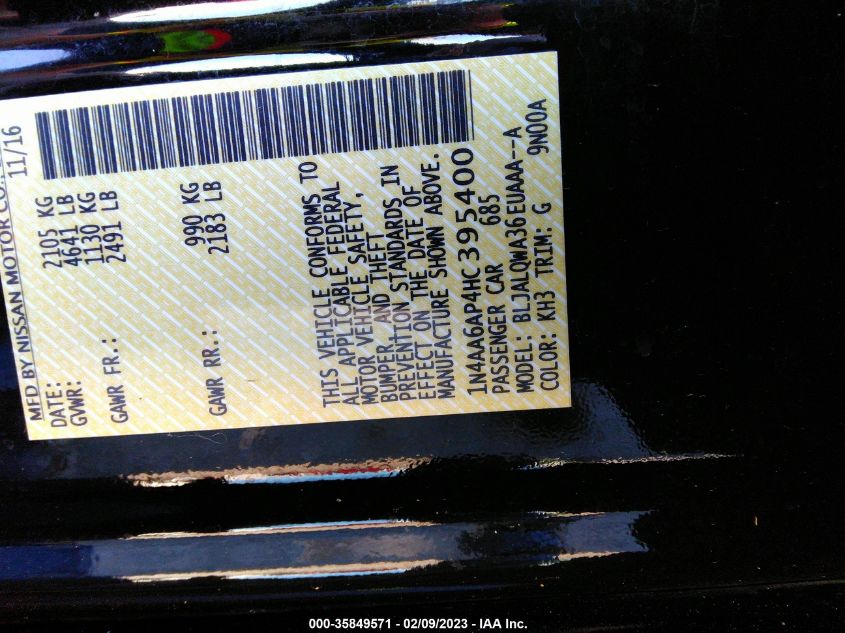 MFD BY NISSAN MOTOR CO.,
DATE: 11/16
GVWR: 2105 KG
4641 LB
GAWR FR.: 1130 KG
2491 LB
GAWR RR.: 990 KG
2183 LB
THIS VEHICLE CONFORMS TO
ALL APPLICABLE FEDERAL
MOTOR VEHICLE SAFETY,
BUMPER, AND THEFT
PREVENTION STANDARDS IN
EFFECT ON THE DATE OF
MANUFACTURE SHOWN ABOVE.
1N4AA6AP4HC395400
PASSENGER CAR 685
MODEL: BLJALQWA36EUAAA--A
COLOR: KH3 TRIM: G 9N00A
000-35849571 - 02/09/2023 - IAA Inc.